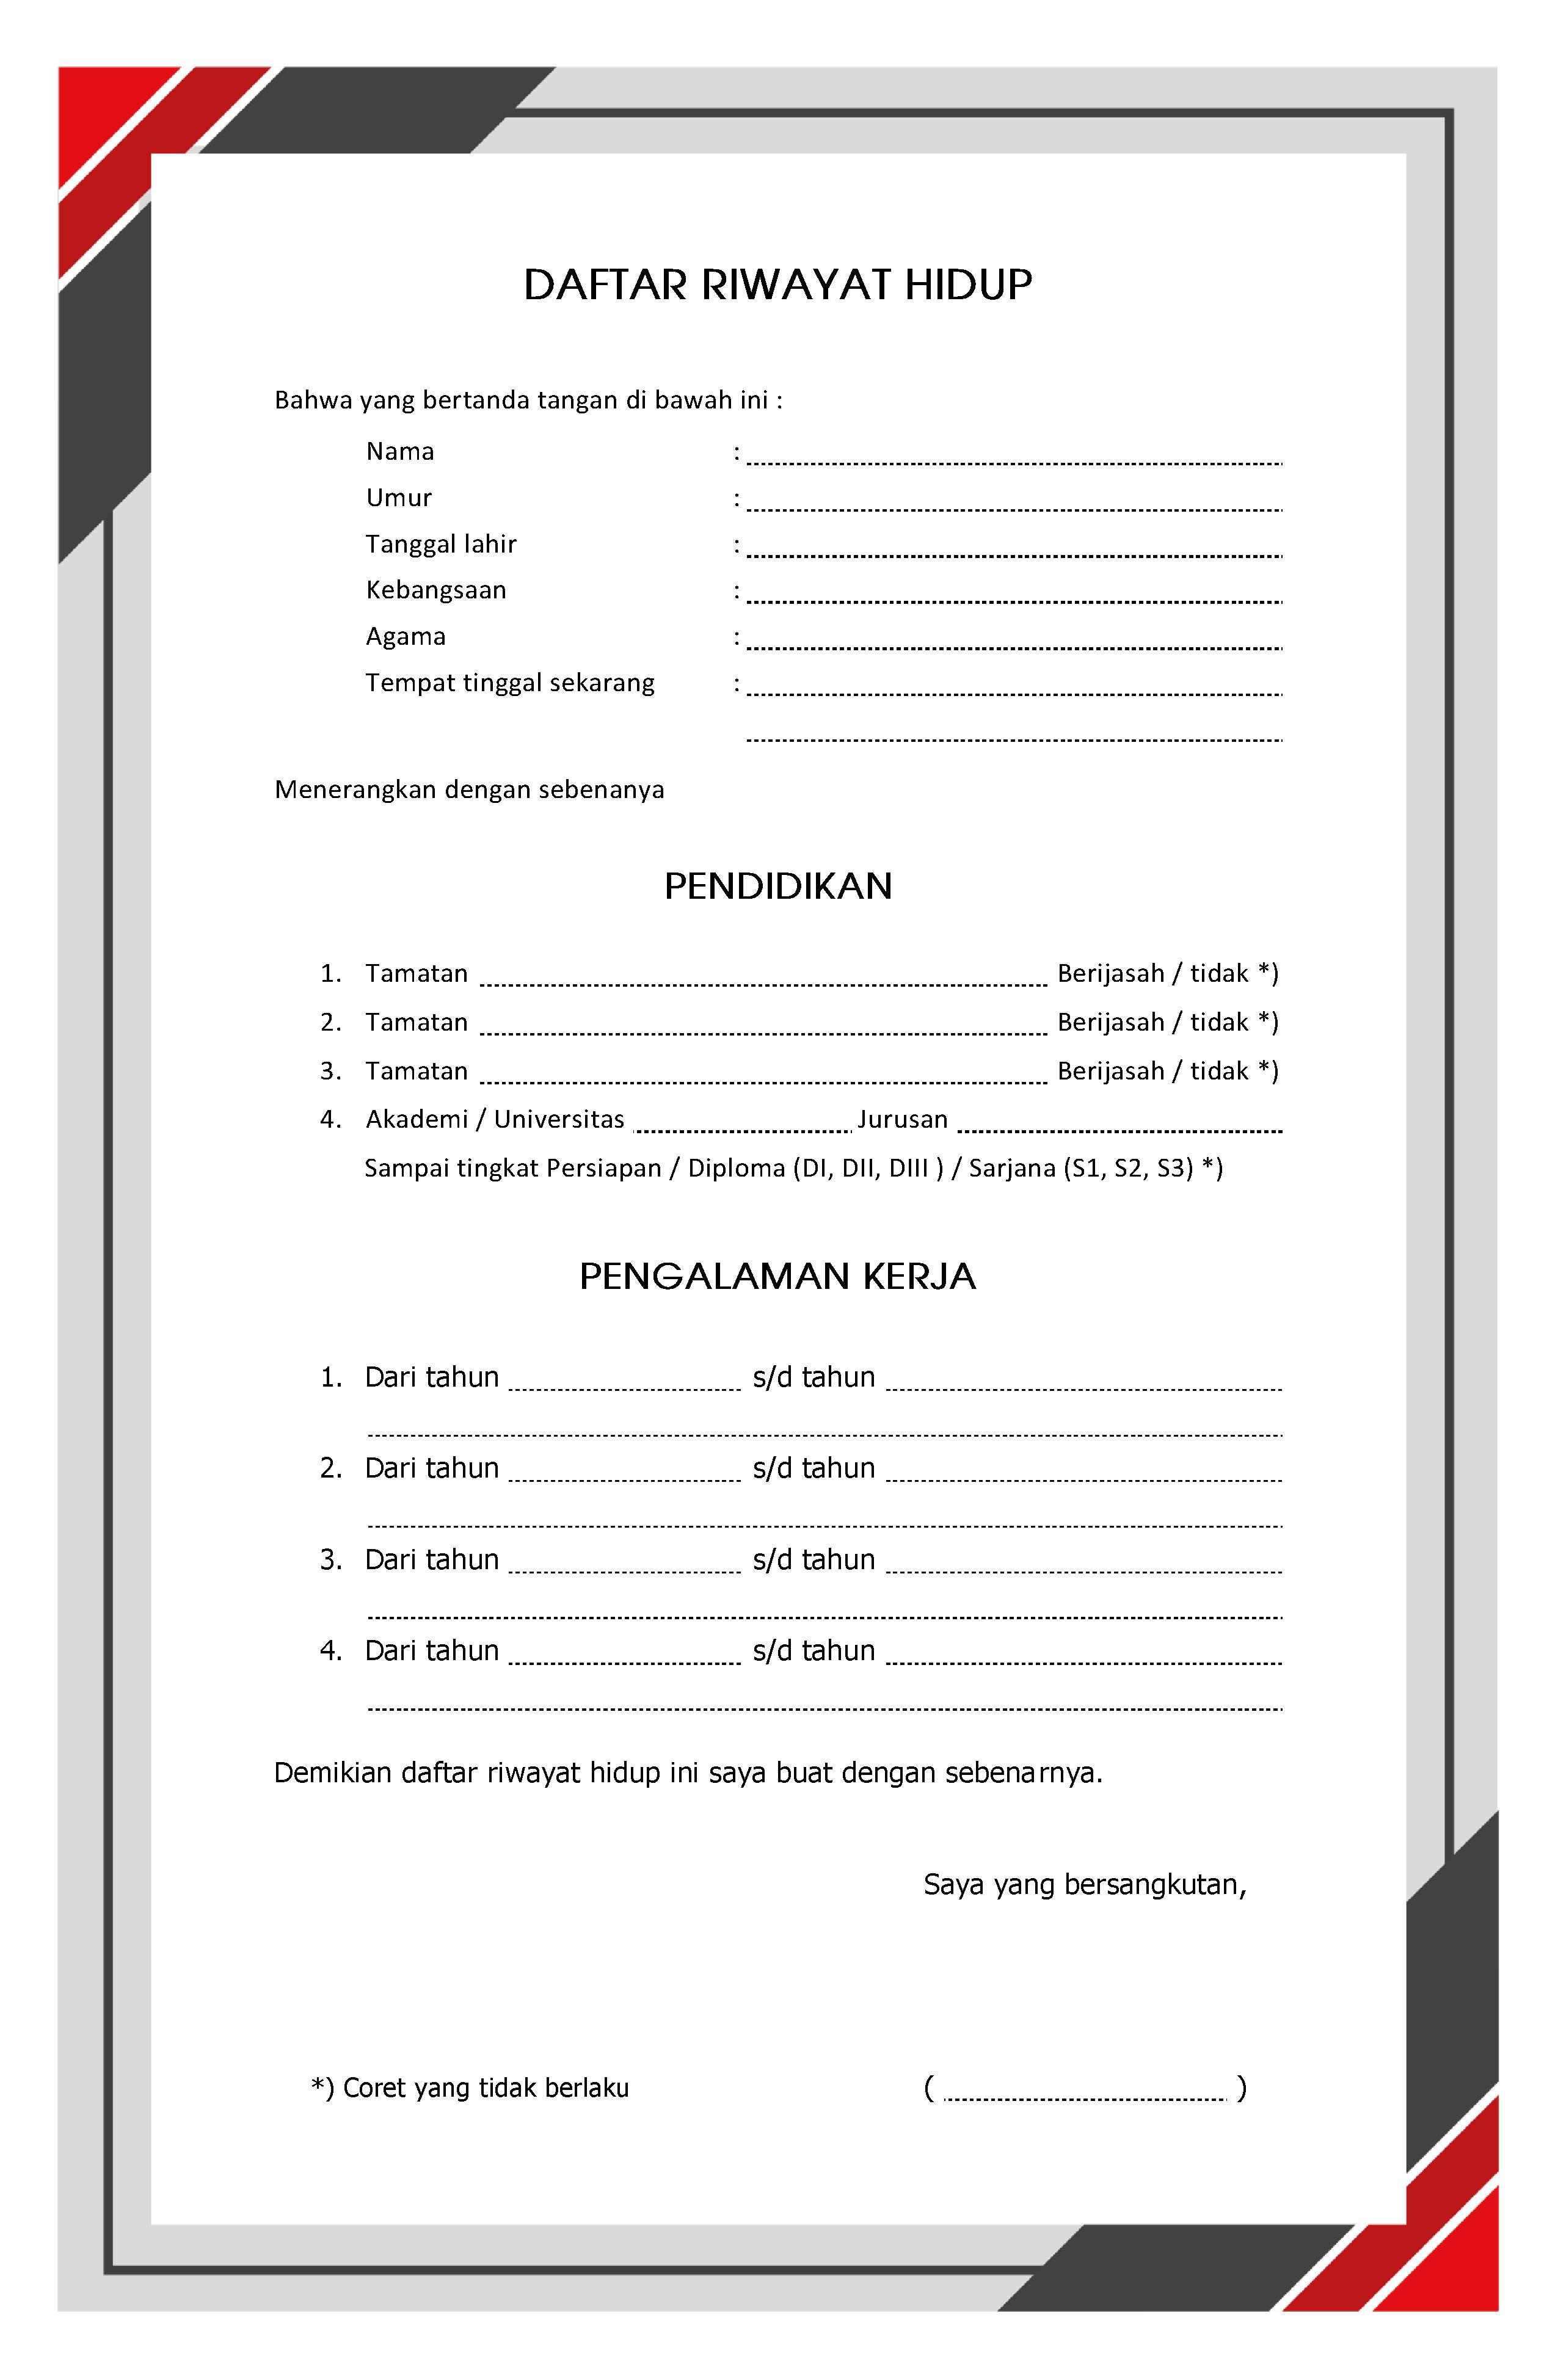 DAFTAR RIWAYAT HIDUP
Bahwa yang bertanda tangan di bawah ini :
Nama :
Umur :
Tanggal lahir :
Kebangsaan :
Agama :
Tempat tinggal sekarang :
Menerangkan dengan sebenanya
PENDIDIKAN
1. Tamatan Berijasah / tidak *)
2. Tamatan Berijasah / tidak *)
3. Tamatan Berijasah / tidak *)
4. Akademi / Universitas Jurusan
Sampai tingkat Persiapan / Diploma (DI, DII, DIII ) / Sarjana (S1, S2, S3) *)
PENGALAMAN KERJA
1. Dari tahun s/d tahun
2. Dari tahun s/d tahun
3. Dari tahun s/d tahun
4. Dari tahun s/d tahun
Demikian daftar riwayat hidup ini saya buat dengan sebenarnya.
Saya yang bersangkutan,
*) Coret yang tidak berlaku ( )